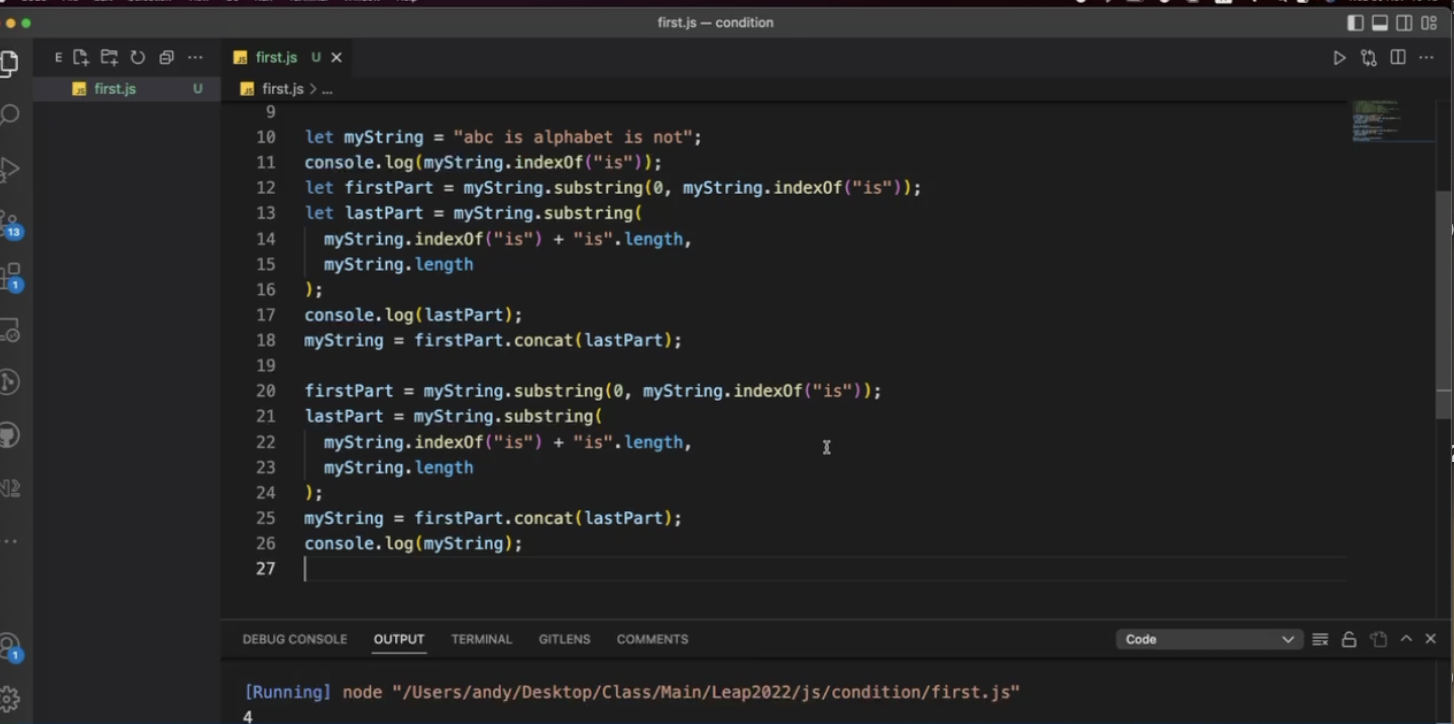 first.js — condition
E
first.js U
first.js U
first.js > ...
9
10 let myString = "abc is alphabet is not";
11 console.log(myString.indexOf("is"));
12 let firstPart = myString.substring(0, myString.indexOf("is"));
13 let lastPart = myString.substring(
14 myString.indexOf("is") + "is".length,
15 myString.length
16 );
17 console.log(lastPart);
18 myString = firstPart.concat(lastPart);
19
20 firstPart = myString.substring(0, myString.indexOf("is"));
21 lastPart = myString.substring(
22 myString.indexOf("is") + "is".length,
23 myString.length
24 );
25 myString = firstPart.concat(lastPart);
26 console.log(myString);
27
13
1
1
DEBUG CONSOLE OUTPUT TERMINAL GITLENS COMMENTS Code
[Running] node "/Users/andy/Desktop/Class/Main/Leap2022/js/condition/first.js"
4